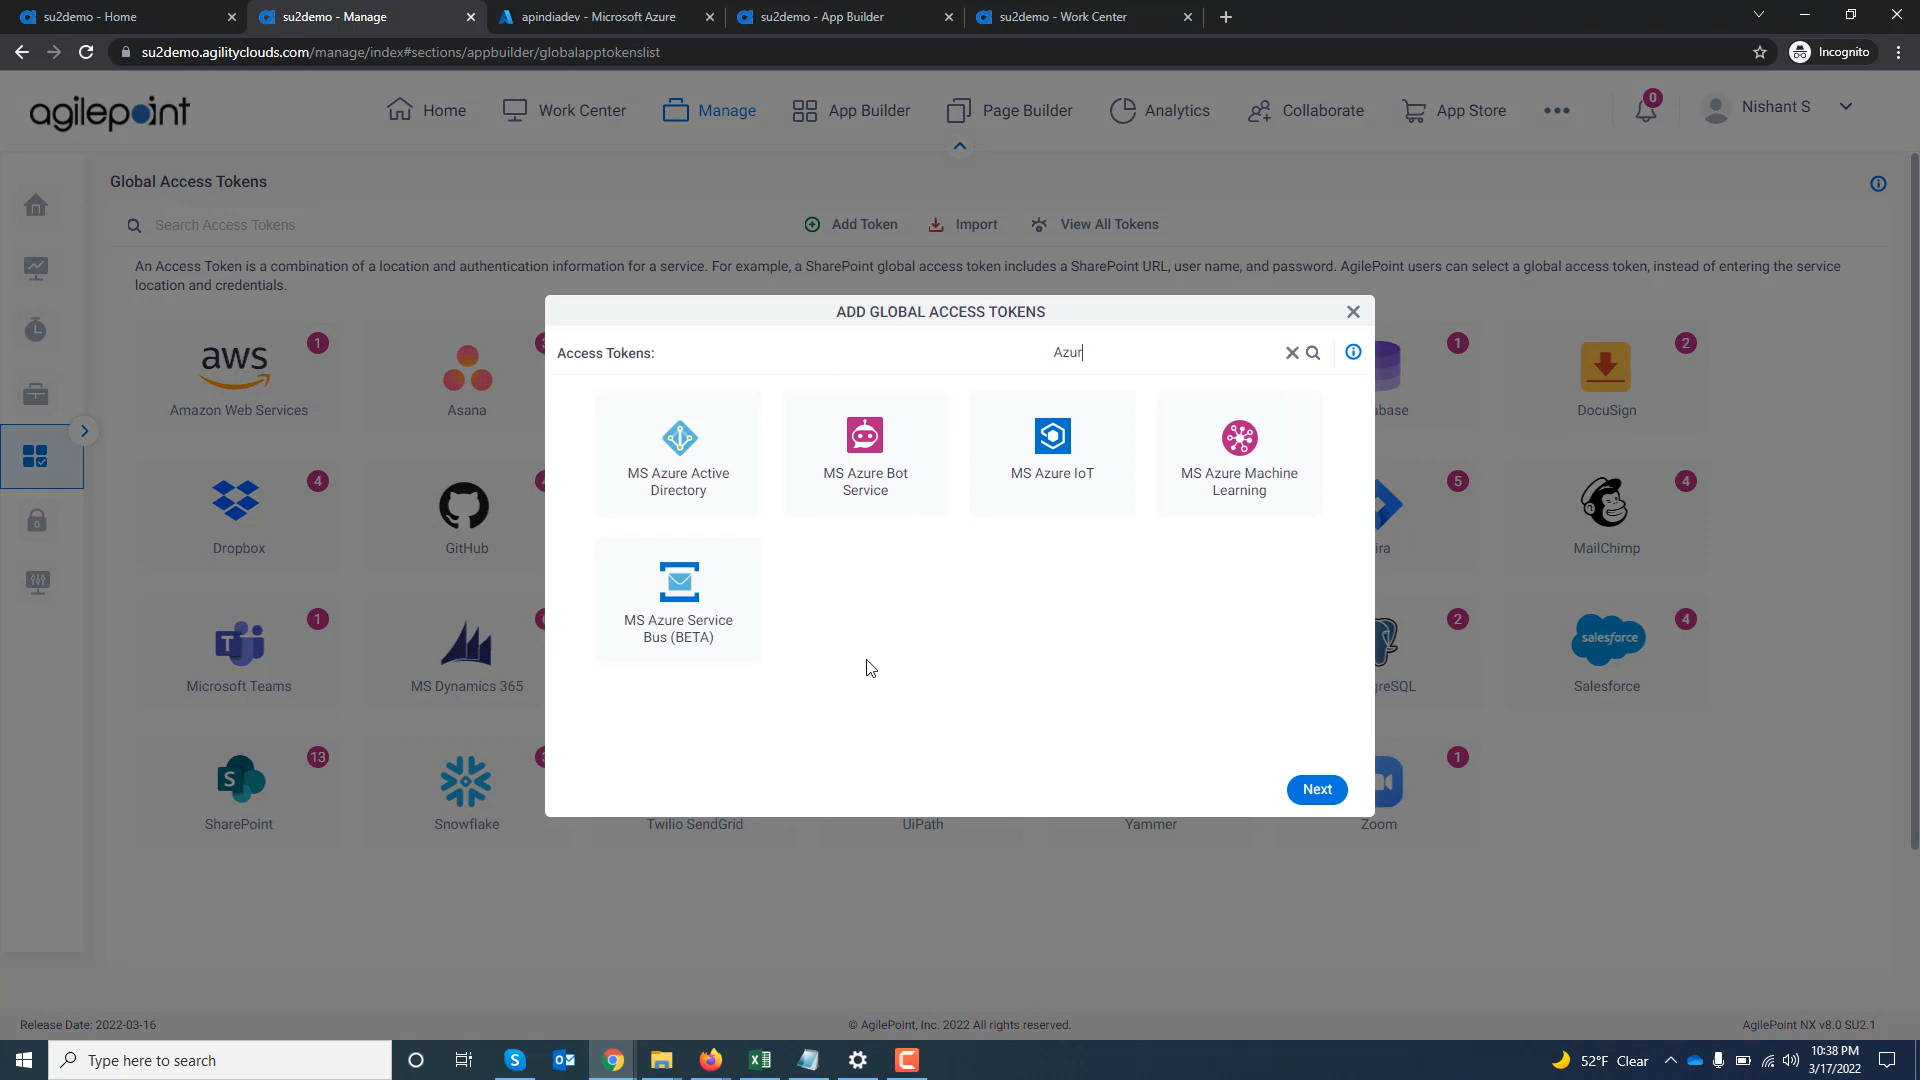 su2demo - Home
su2demo - Manage
apindiadev - Microsoft Azure
su2demo - App Builder
su2demo - Work Center
su2demo.agilityclouds.com/manage/index#sections/appbuilder/globalapptokenslist
Incognito
agilepoint
Home
Work Center
Manage
App Builder
Page Builder
Analytics
Collaborate
App Store
0
Nishant S
Global Access Tokens
Search Access Tokens
Add Token
Import
View All Tokens
An Access Token is a combination of a location and authentication information for a service. For example, a SharePoint global access token includes a SharePoint URL, user name, and password. AgilePoint users can select a global access token, instead of entering the service
location and credentials.
ADD GLOBAL ACCESS TOKENS
Access Tokens:
Azur
MS Azure Active
Directory
MS Azure Bot
Service
MS Azure IoT
MS Azure Machine
Learning
MS Azure Service
Bus (BETA)
Next
aws
1
Amazon Web Services
Asana
1
base
2
DocuSign
4
Dropbox
GitHub
5
ira
4
MailChimp
1
Microsoft Teams
MS Dynamics 365
2
greSQL
salesforce
4
Salesforce
S
13
SharePoint
Snowflake
Twilio SendGrid
UiPath
Yammer
1
Zoom
Release Date: 2022-03-16
© AgilePoint, Inc. 2022 All rights reserved.
AgilePoint NX v8.0 SU2.1
Type here to search
52°F Clear
10:38 PM
3/17/2022